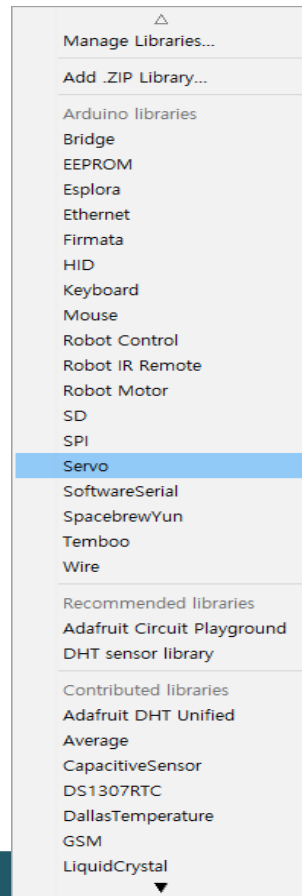 Manage Libraries...
Add .ZIP Library...
Arduino libraries
Bridge
EEPROM
Esplora
Ethernet
Firmata
HID
Keyboard
Mouse
Robot Control
Robot IR Remote
Robot Motor
SD
SPI
Servo
SoftwareSerial
SpacebrewYun
Temboo
Wire
Recommended libraries
Adafruit Circuit Playground
DHT sensor library
Contributed libraries
Adafruit DHT Unified
Average
CapacitiveSensor
DS1307RTC
DallasTemperature
GSM
LiquidCrystal